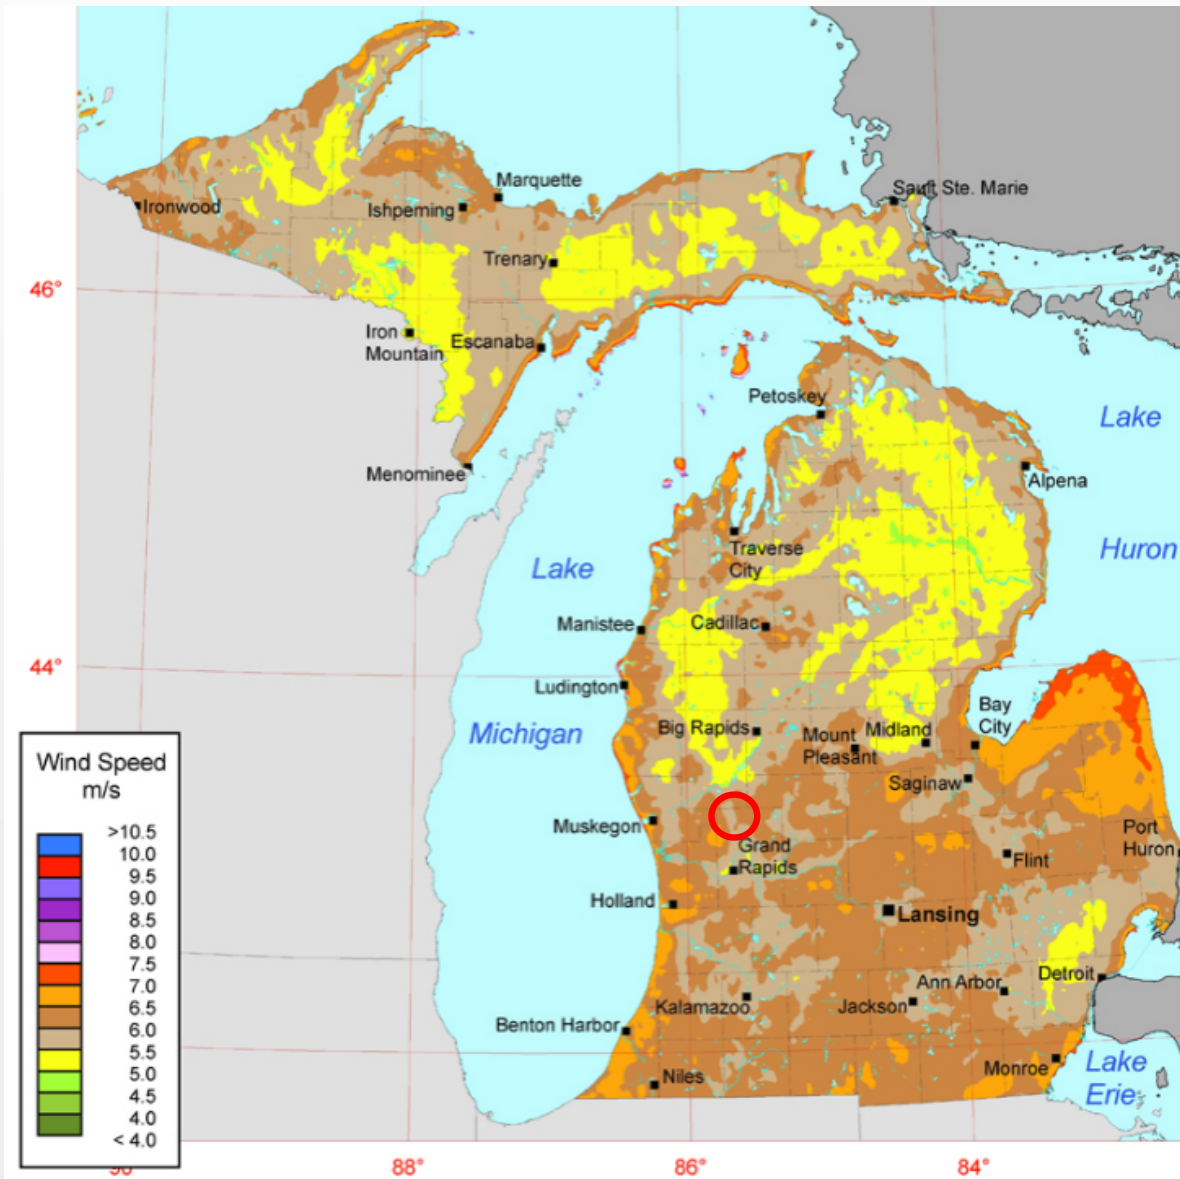 Marquette
Sault Ste. Marie
Ironwood
Ishpeming
Trenary
46°
Iron
Mountain
Escanaba
Petoskey
Lake
Menominee
Alpena
Huron
Traverse
City
Lake
Manistee
Cadillac
44°
Ludington
Michigan
Big Rapids
Mount
Pleasant
Midland
Bay
City
Saginaw
Wind Speed
m/s
>10.5
10.0
9.5
9.0
8.5
8.0
7.5
7.0
6.5
6.0
5.5
5.0
4.5
4.0
< 4.0
Muskegon
Grand
Rapids
Port
Huron
Flint
Holland
Lansing
Detroit
Ann Arbor
Kalamazoo
Jackson
Benton Harbor
Monroe
Lake
Erie
Niles
88°
86°
84°